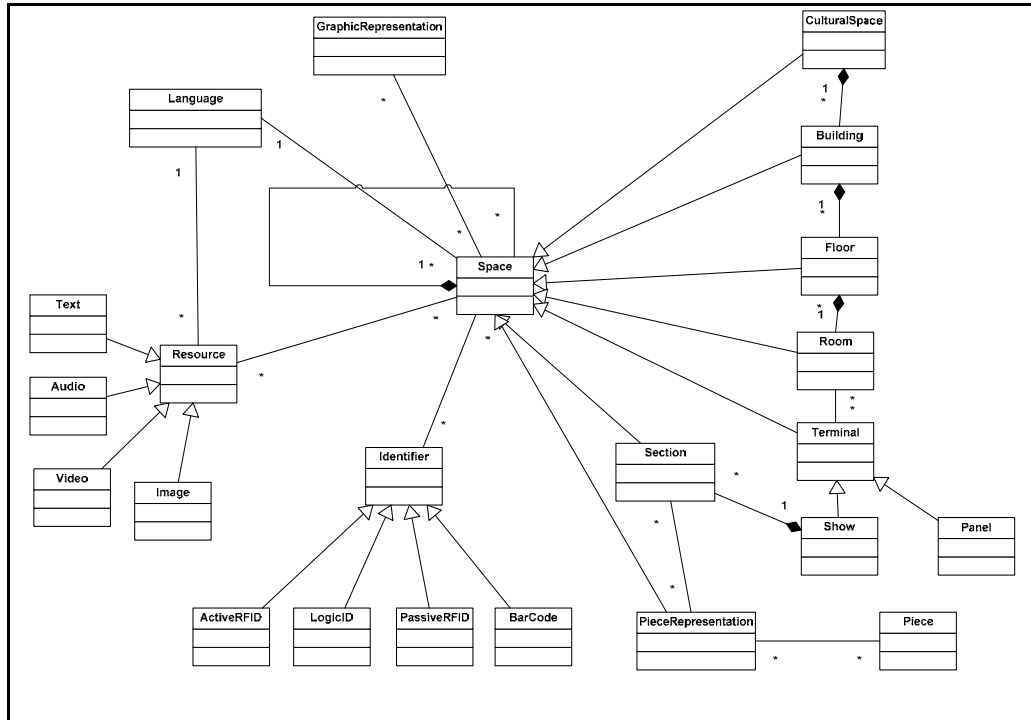 GraphicRepresentation
CulturalSpace
*
1
*
Language
1
1
Building
1
*
*
*
1 *
Space
Floor
*
1
Text
*
Resource
*
*
*
Room
Audio
*
*
*
Terminal
Identifier
Section
*
1
Video
Image
*
Show
Panel
*
ActiveRFID
LogicID
PassiveRFID
BarCode
PieceRepresentation
Piece
*
*